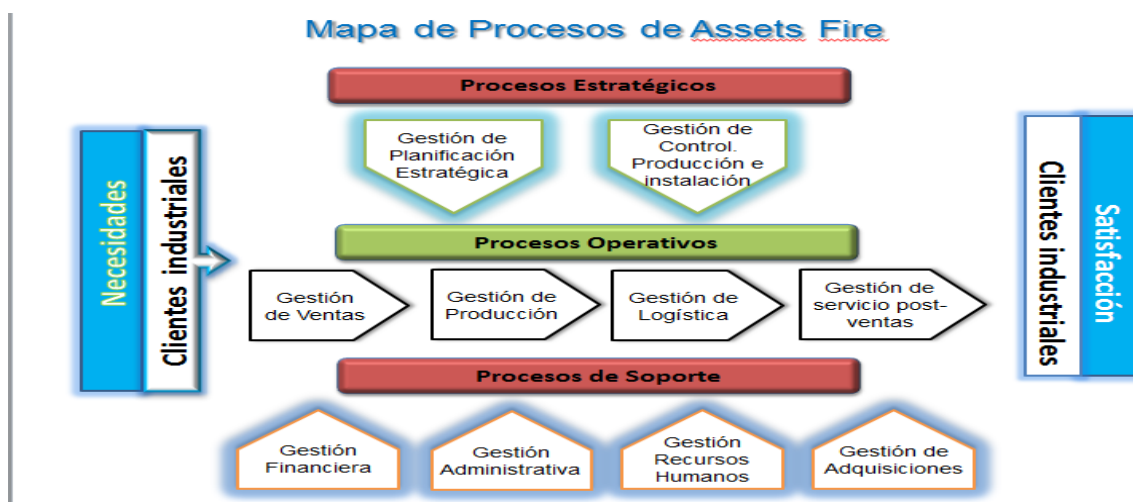 Mapa de Procesos de Assets Fire
Procesos Estratégicos
Gestión de
Planificación
Estratégica
Gestión de
Control.
Producción e
instalación
Necesidades
Clientes industriales
Procesos Operativos
Gestión
de Ventas
Gestión de
Producción
Gestión de
Logística
Gestión de
servicio post-
ventas
Clientes industriales
Satisfacción
Procesos de Soporte
Gestión
Financiera
Gestión
Administrativa
Gestión
Recursos
Humanos
Gestión de
Adquisiciones